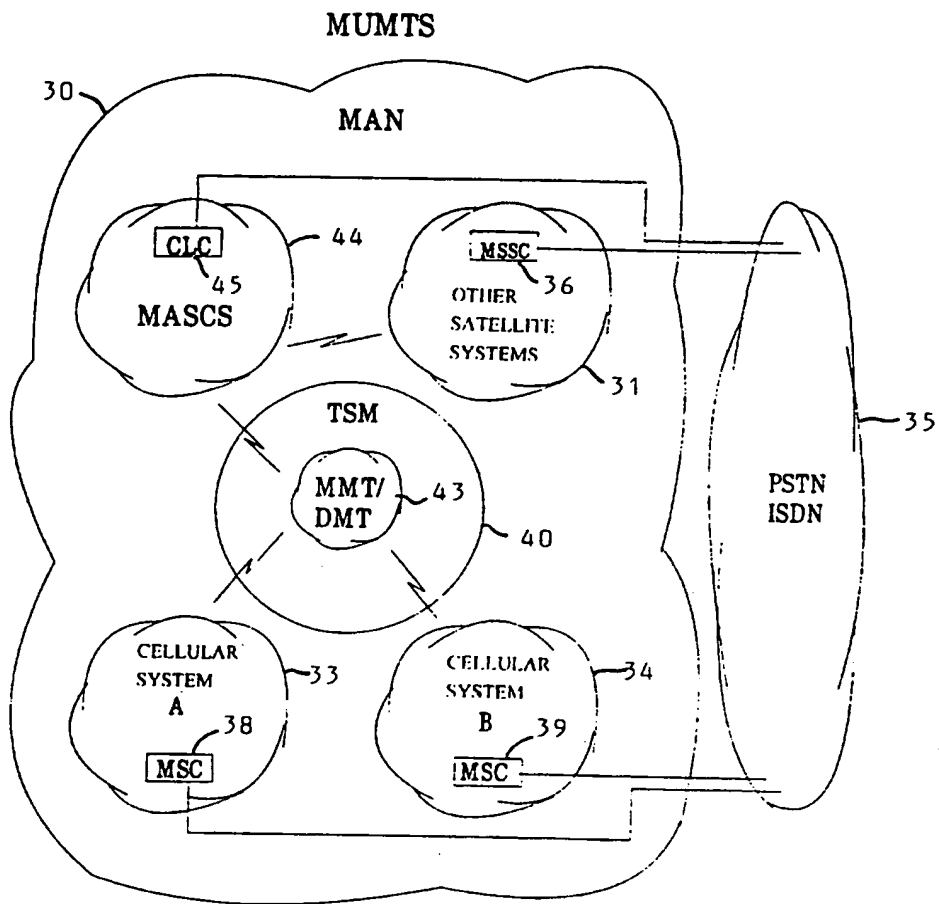 MUMTS
30
MAN
CLC
44
45
MASCS
MSSC
36
OTHER
SATELLITE
SYSTEMS
31
TSM
MMT/
DMT
43
40
35
PSTN
ISDN
CELLULAR
SYSTEM
A
33
38
MSC
CELLULAR
SYSTEM
B
34
39
MSC